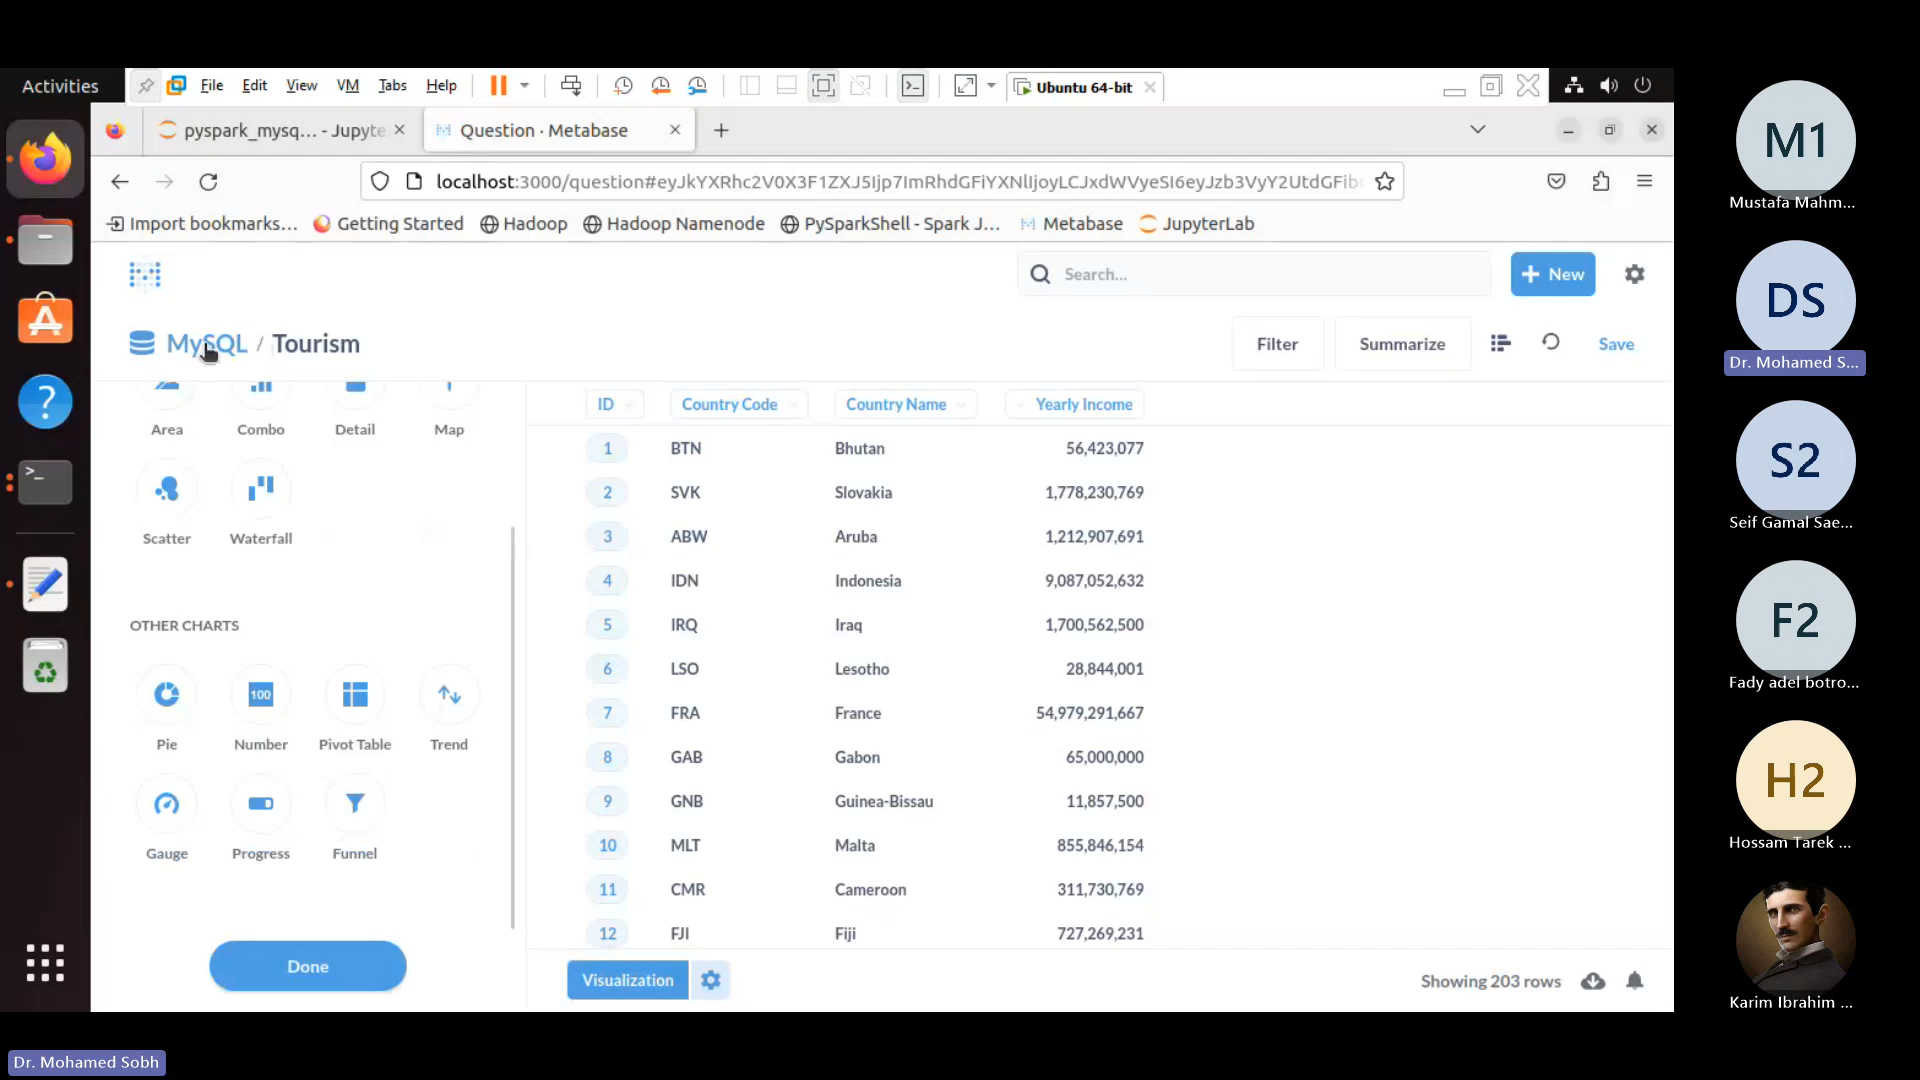 Activities
File Edit View VM Tabs Help
Ubuntu 64-bit
pyspark_mysq... - Jupyte
Question · Metabase
localhost:3000/question#eyJkYXRhc2V0X3F1ZXJ5Ijp7ImRhdGFiYXNlIjoyLCJxdWVyeSI6eyJzb3VyY2UtdGFib
Import bookmarks... Getting Started Hadoop Hadoop Namenode PySparkShell - Spark J... Metabase JupyterLab
Search...
+ New
MySQL / Tourism
Filter Summarize Save
Area Combo Detail Map
Scatter Waterfall
OTHER CHARTS
100
Pie Number Pivot Table Trend
Gauge Progress Funnel
Done
ID Country Code Country Name Yearly Income
1 BTN Bhutan 56,423,077
2 SVK Slovakia 1,778,230,769
3 ABW Aruba 1,212,907,691
4 IDN Indonesia 9,087,052,632
5 IRQ Iraq 1,700,562,500
6 LSO Lesotho 28,844,001
7 FRA France 54,979,291,667
8 GAB Gabon 65,000,000
9 GNB Guinea-Bissau 11,857,500
10 MLT Malta 855,846,154
11 CMR Cameroon 311,730,769
12 FJI Fiji 727,269,231
Visualization
Showing 203 rows
M1
Mustafa Mahm...
DS
Dr. Mohamed S...
S2
Seif Gamal Sae...
F2
Fady adel botro...
H2
Hossam Tarek ...
Karim Ibrahim ...
Dr. Mohamed Sobh